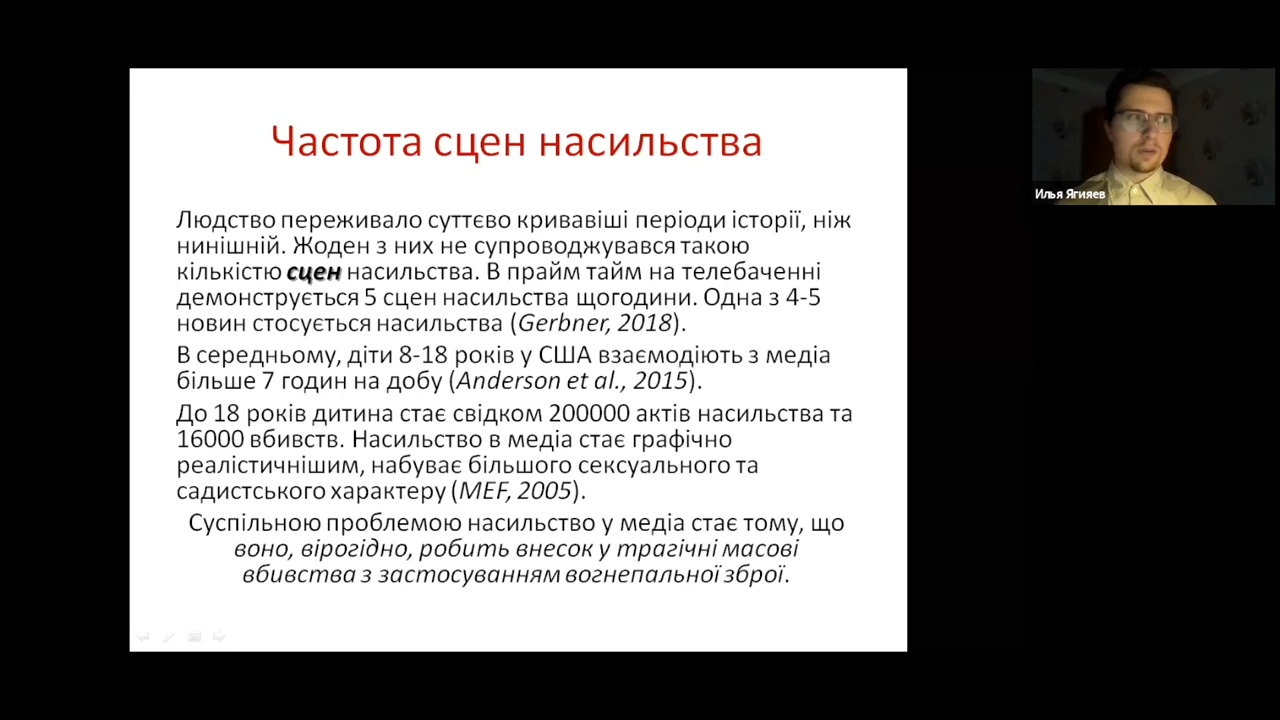 Частота сцен насильства
Людство переживало суттєво кривавіші періоди історії, ніж
нинішній. Жоден з них не супроводжувався такою
кількістю сцен насильства. В прайм тайм на телебаченні
демонструється 5 сцен насильства щогодини. Одна з 4-5
новин стосується насильства (Gerbner, 2018).
В середньому, діти 8-18 років у США взаємодіють з медіа
більше 7 годин на добу (Anderson et al., 2015).
До 18 років дитина стає свідком 200000 актів насильства та
16000 вбивств. Насильство в медіа стає графічно
реалістичнішим, набуває більшого сексуального та
садистського характеру (MEF, 2005).
Суспільною проблемою насильство у медіа стає тому, що
воно, вірогідно, робить внесок у трагічні масові
вбивства з застосуванням вогнепальної зброї.
Илья Ягияев